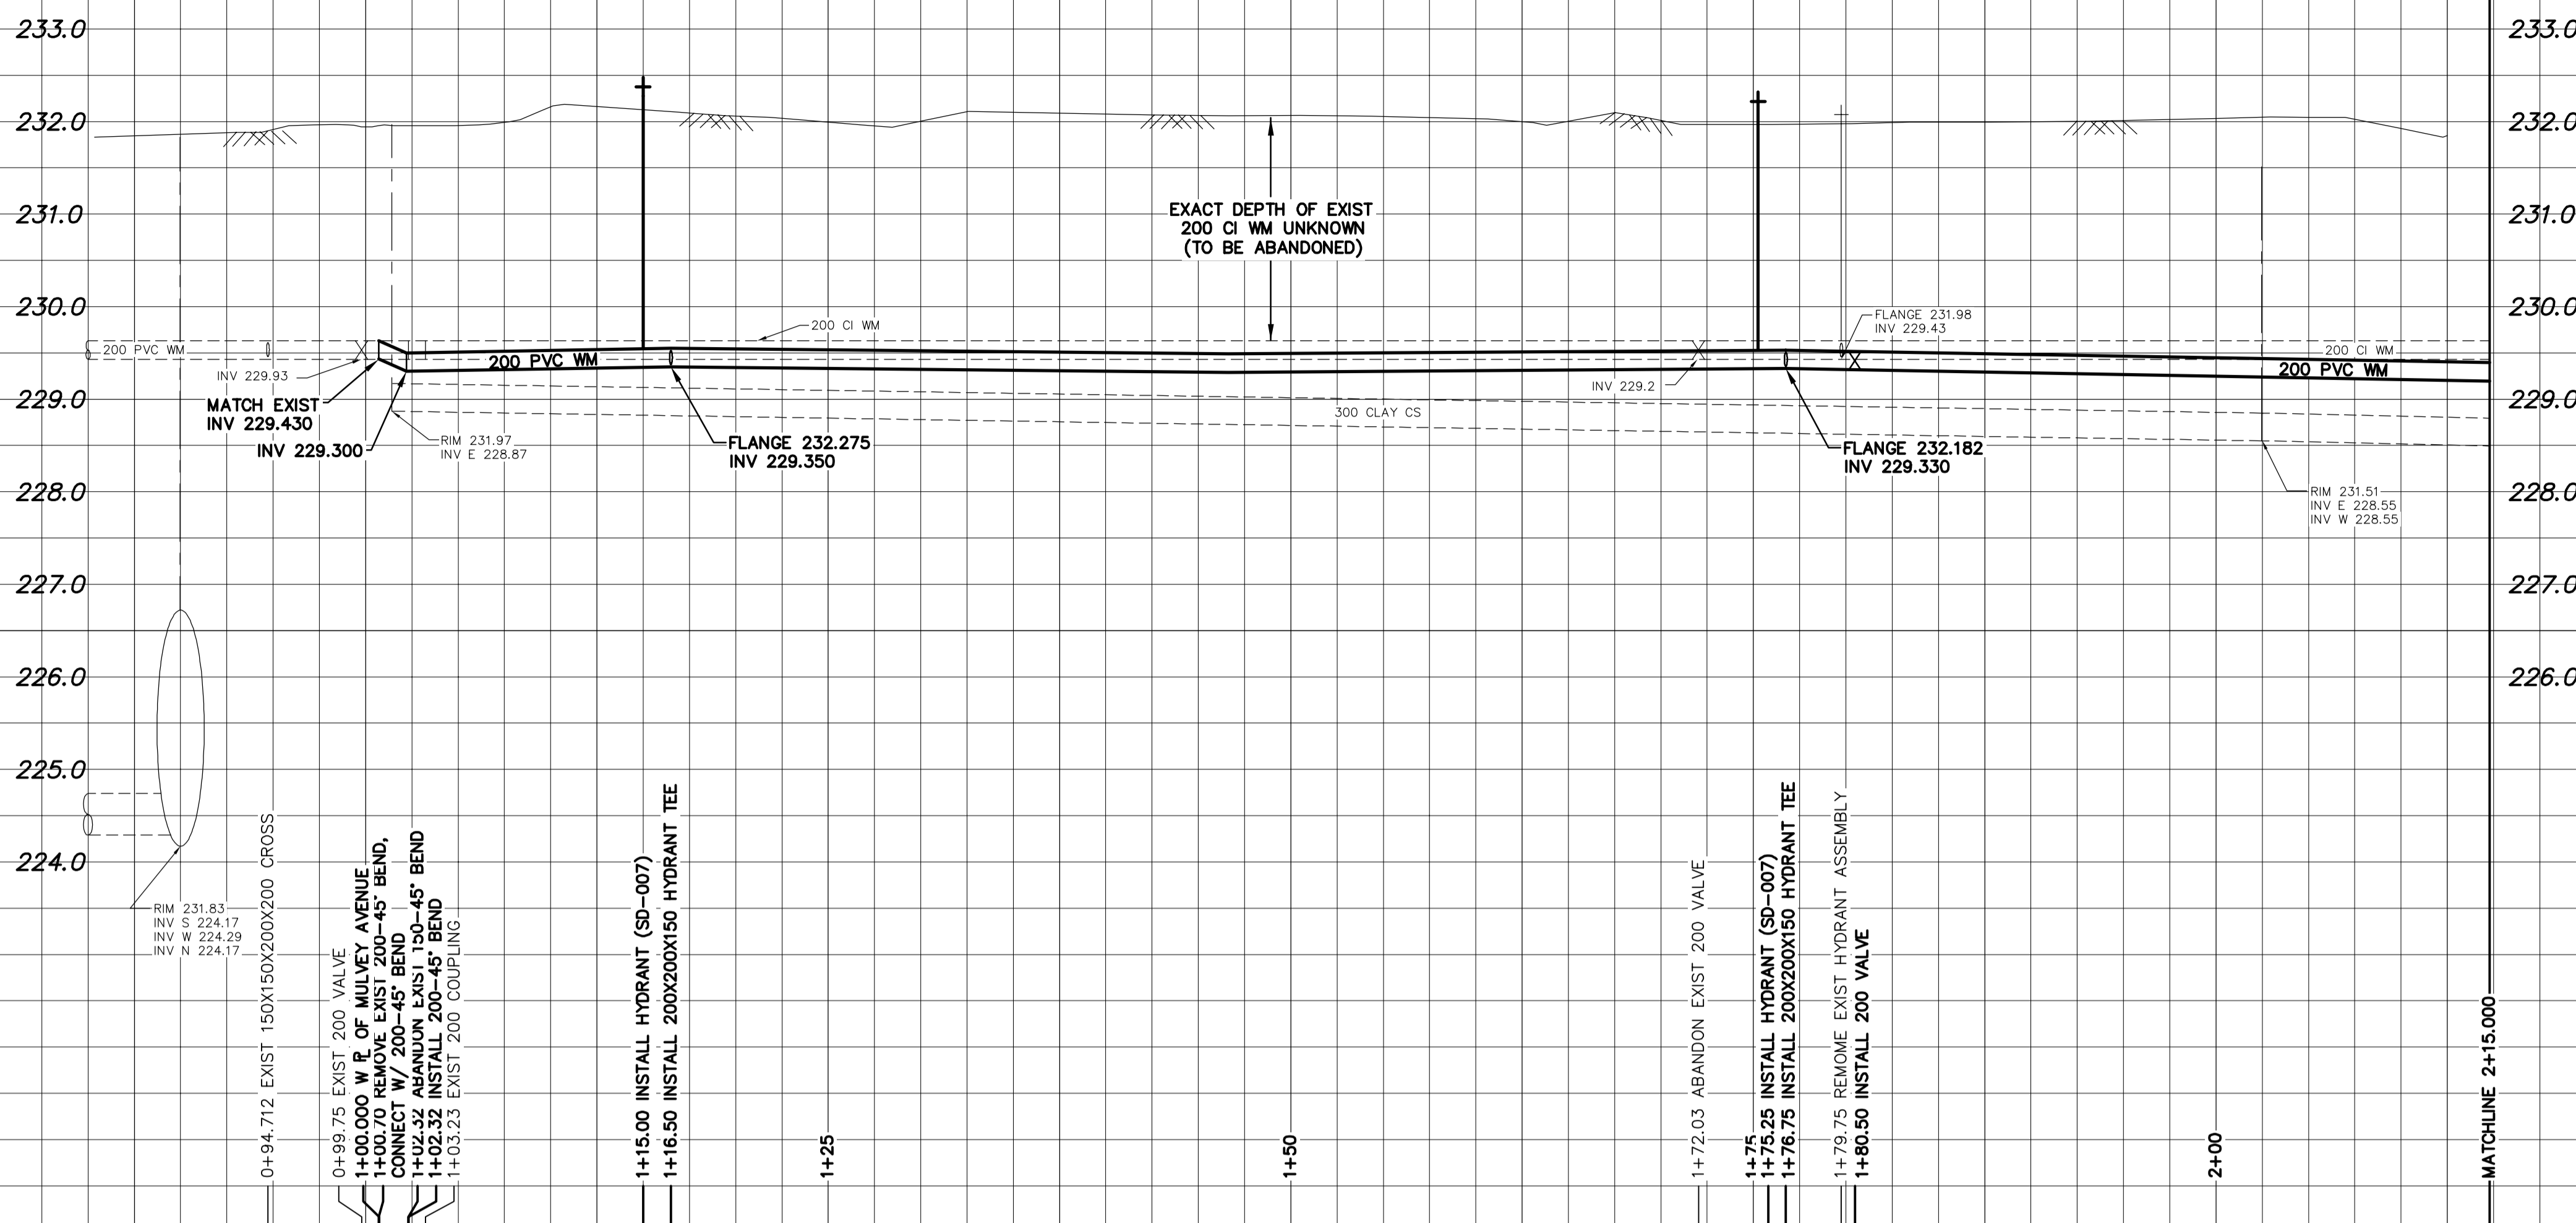 233.0
233.0
232.0
232.0
231.0
231.0
EXACT DEPTH OF EXIST
200 CI WM UNKNOWN
(TO BE ABANDONED)
230.0
230.0
200 CI WM
FLANGE 231.98
INV 229.43
200 PVC WM
200 PVC WM
200 CI WM
200 PVC WM
INV 229.93
INV 229.2
229.0
229.0
MATCH EXIST
INV 229.430
300 CLAY CS
INV 229.300
RIM 231.97
INV E 228.87
FLANGE 232.275
INV 229.350
FLANGE 232.182
INV 229.330
228.0
228.0
RIM 231.51
INV E 228.55
INV W 228.55
227.0
227.0
226.0
226.0
225.0
224.0
RIM 231.83
INV S 224.17
INV W 224.29
INV N 224.17
0+94.712 EXIST 150X150X200X200 CROSS
0+99.75 EXIST 200 VALVE
1+00.000 W PL OF MULVEY AVENUE
1+00.70 REMOVE EXIST 200-45° BEND,
CONNECT W/ 200-45° BEND
1+02.32 ABANDON EXIST 150-45° BEND
1+02.32 INSTALL 200-45° BEND
1+03.23 EXIST 200 COUPLING
1+15.00 INSTALL HYDRANT (SD-007)
1+16.50 INSTALL 200X200X150 HYDRANT TEE
1+25
1+50
1+72.03 ABANDON EXIST 200 VALVE
1+75
1+75.25 INSTALL HYDRANT (SD-007)
1+76.75 INSTALL 200X200X150 HYDRANT TEE
1+79.75 REMOME EXIST HYDRANT ASSEMBLY
1+80.50 INSTALL 200 VALVE
2+00
MATCHLINE 2+15.000